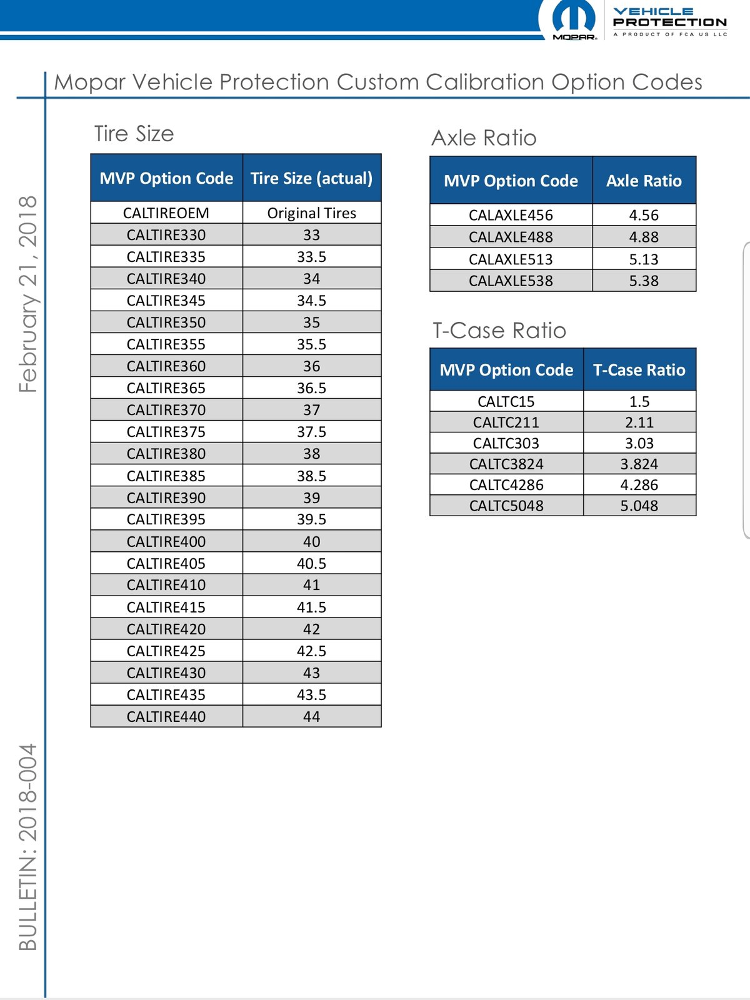 MOPAR®
VEHICLE
PROTECTION
A PRODUCT OF FCA US LLC
Mopar Vehicle Protection Custom Calibration Option Codes
February 21, 2018
BULLETIN: 2018-004
Tire Size
MVP Option Code Tire Size (actual)
CALTIREOEM Original Tires
CALTIRE330 33
CALTIRE335 33.5
CALTIRE340 34
CALTIRE345 34.5
CALTIRE350 35
CALTIRE355 35.5
CALTIRE360 36
CALTIRE365 36.5
CALTIRE370 37
CALTIRE375 37.5
CALTIRE380 38
CALTIRE385 38.5
CALTIRE390 39
CALTIRE395 39.5
CALTIRE400 40
CALTIRE405 40.5
CALTIRE410 41
CALTIRE415 41.5
CALTIRE420 42
CALTIRE425 42.5
CALTIRE430 43
CALTIRE435 43.5
CALTIRE440 44
Axle Ratio
MVP Option Code Axle Ratio
CALAXLE456 4.56
CALAXLE488 4.88
CALAXLE513 5.13
CALAXLE538 5.38
T-Case Ratio
MVP Option Code T-Case Ratio
CALTC15 1.5
CALTC211 2.11
CALTC303 3.03
CALTC3824 3.824
CALTC4286 4.286
CALTC5048 5.048